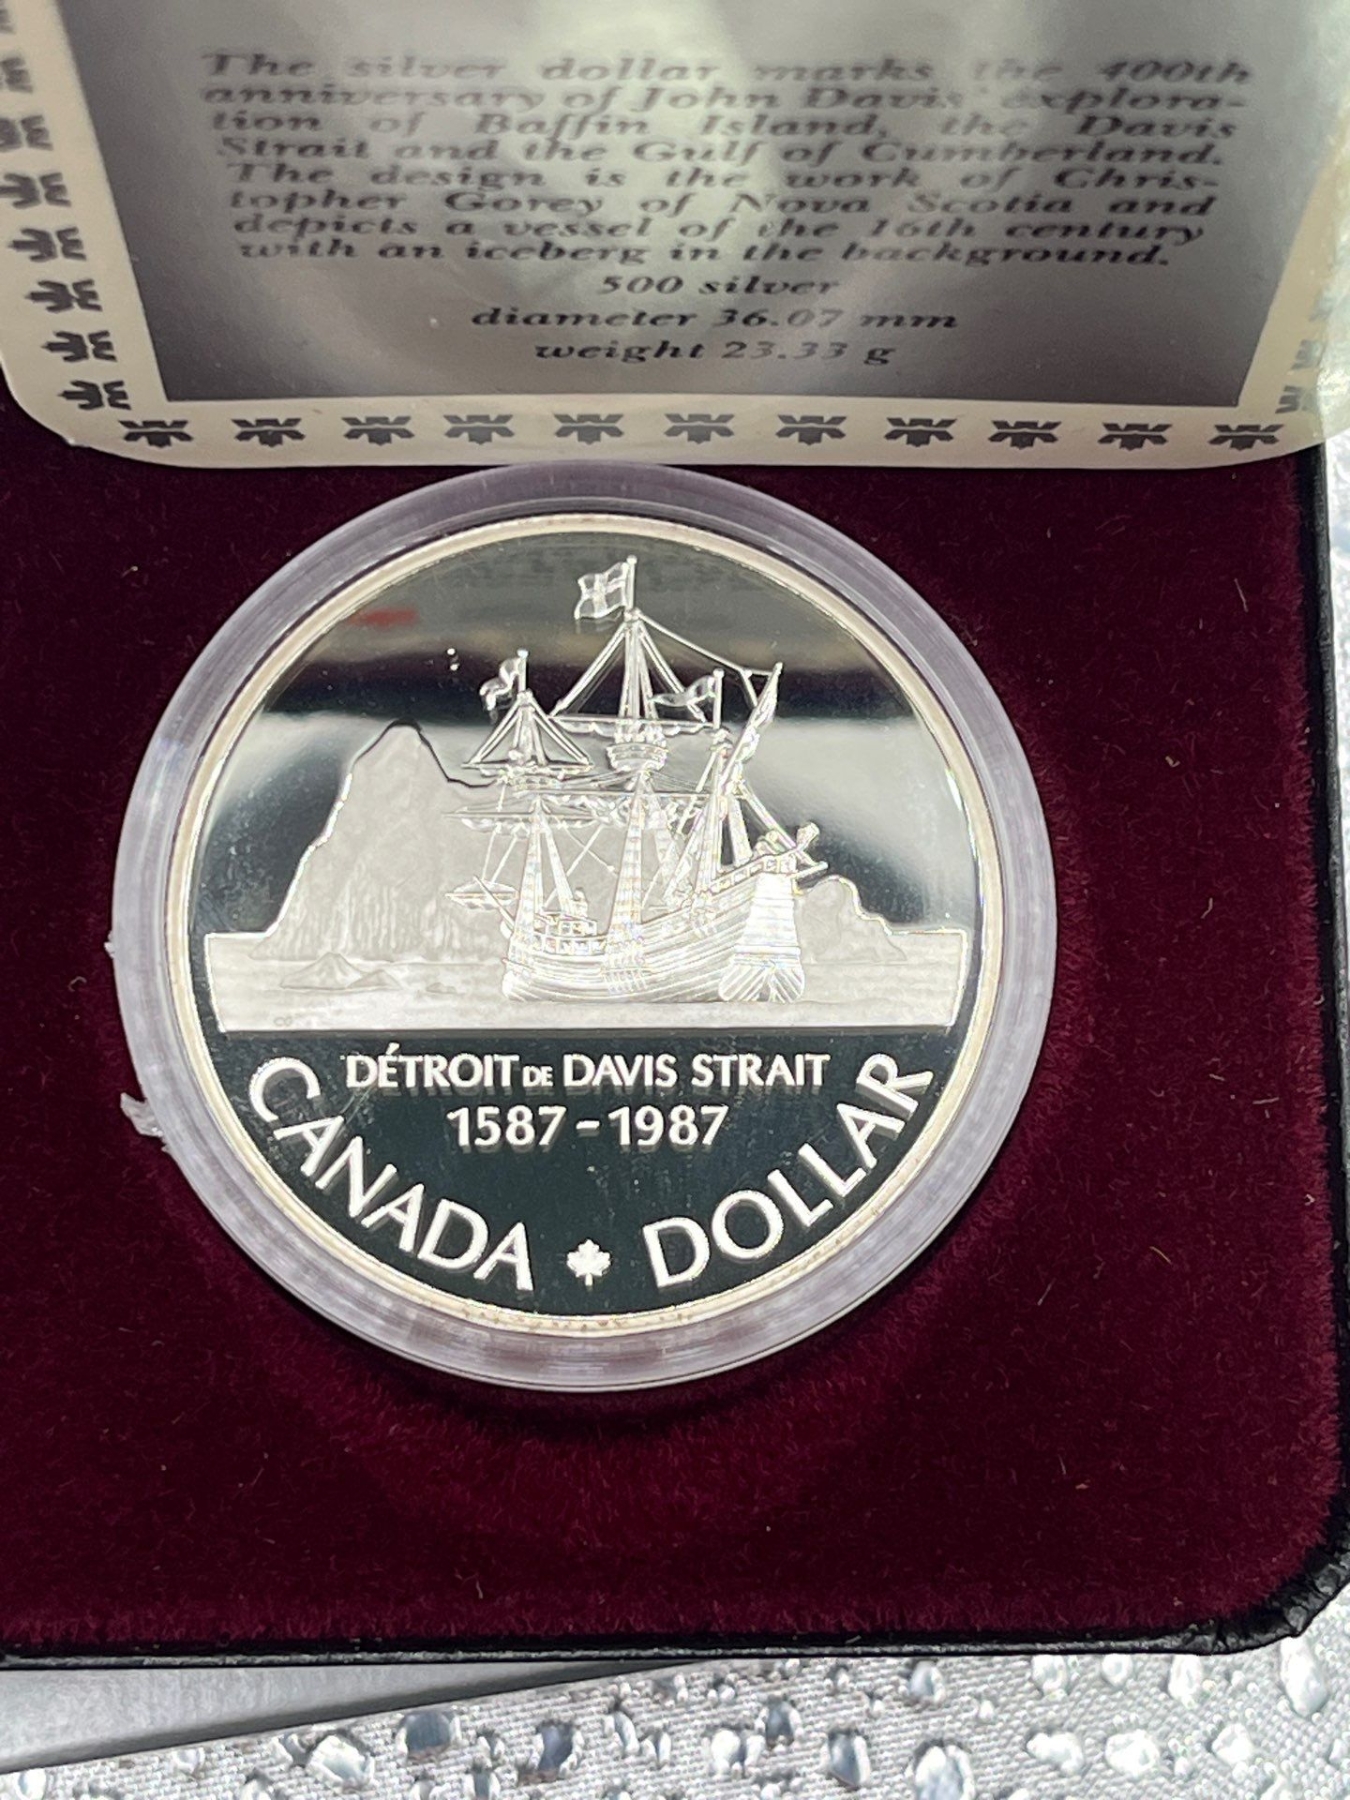 The silver dollar marks the 400th
anniversary of John Davis' explora-
tion of Baffin Island, the Davis
Strait and the Gulf of Cumberland.
The design is the work of Chris-
topher Gorey of Nova Scotia and
depicts a vessel of the 16th century
with an iceberg in the background.
500 silver
diameter 36.07 mm
weight 23.33 g
CG
DÉTROIT DE DAVIS STRAIT
1587-1987
CANADA DOLLAR